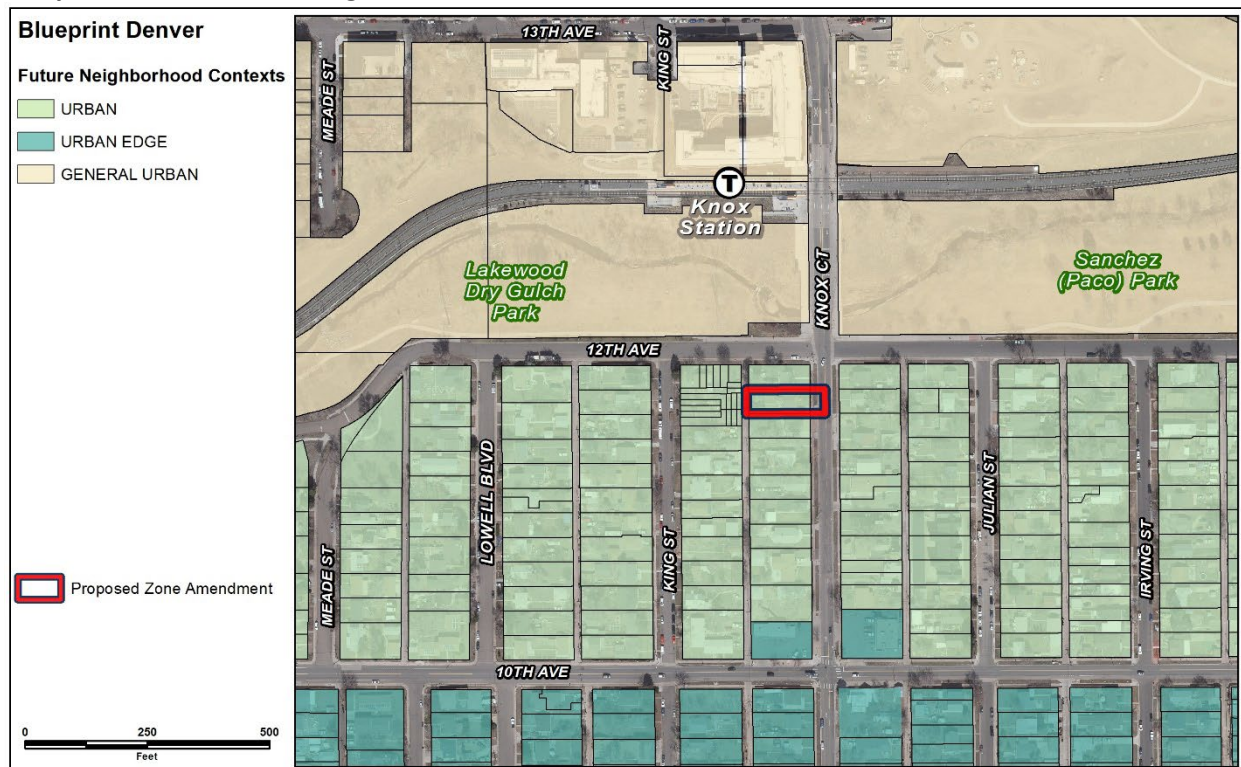 Blueprint Denver
Future Neighborhood Contexts
URBAN
URBAN EDGE
GENERAL URBAN
Proposed Zone Amendment
0 250 500
Feet
13TH AVE
KING ST
MEADE ST
T
Knox
Station
KNOX CT
Lakewood
Dry Gulch
Park
Sanchez
(Paco) Park
12TH AVE
LOWELL BLVD
KING ST
JULIAN ST
IRVING ST
MEADE ST
10TH AVE